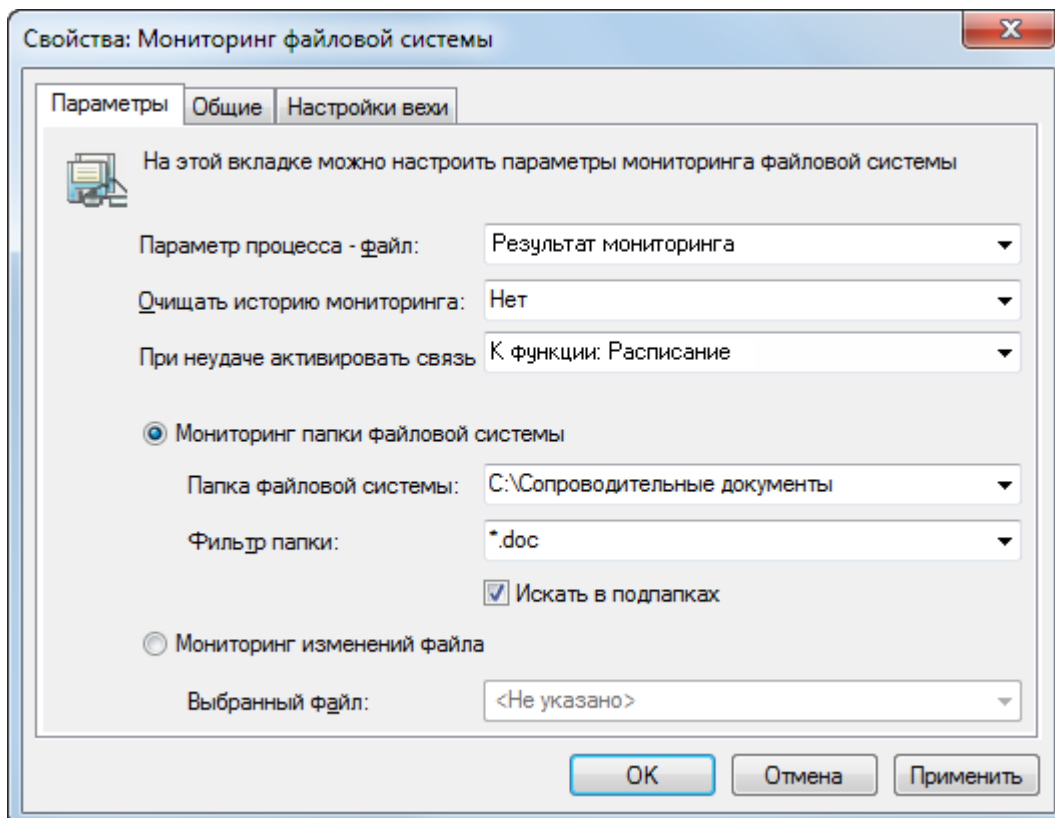 Свойства: Мониторинг файловой системы
Параметры Общие Настройки вехи
На этой вкладке можно настроить параметры мониторинга файловой системы
Параметр процесса - файл: Результат мониторинга
Очищать историю мониторинга: Нет
При неудаче активировать связь К функции: Расписание
Мониторинг папки файловой системы
Папка файловой системы: C:\Сопроводительные документы
Фильтр папки: *.doc
Искать в подпапках
Мониторинг изменений файла
Выбранный файл: <Не указано>
OK Отмена Применить